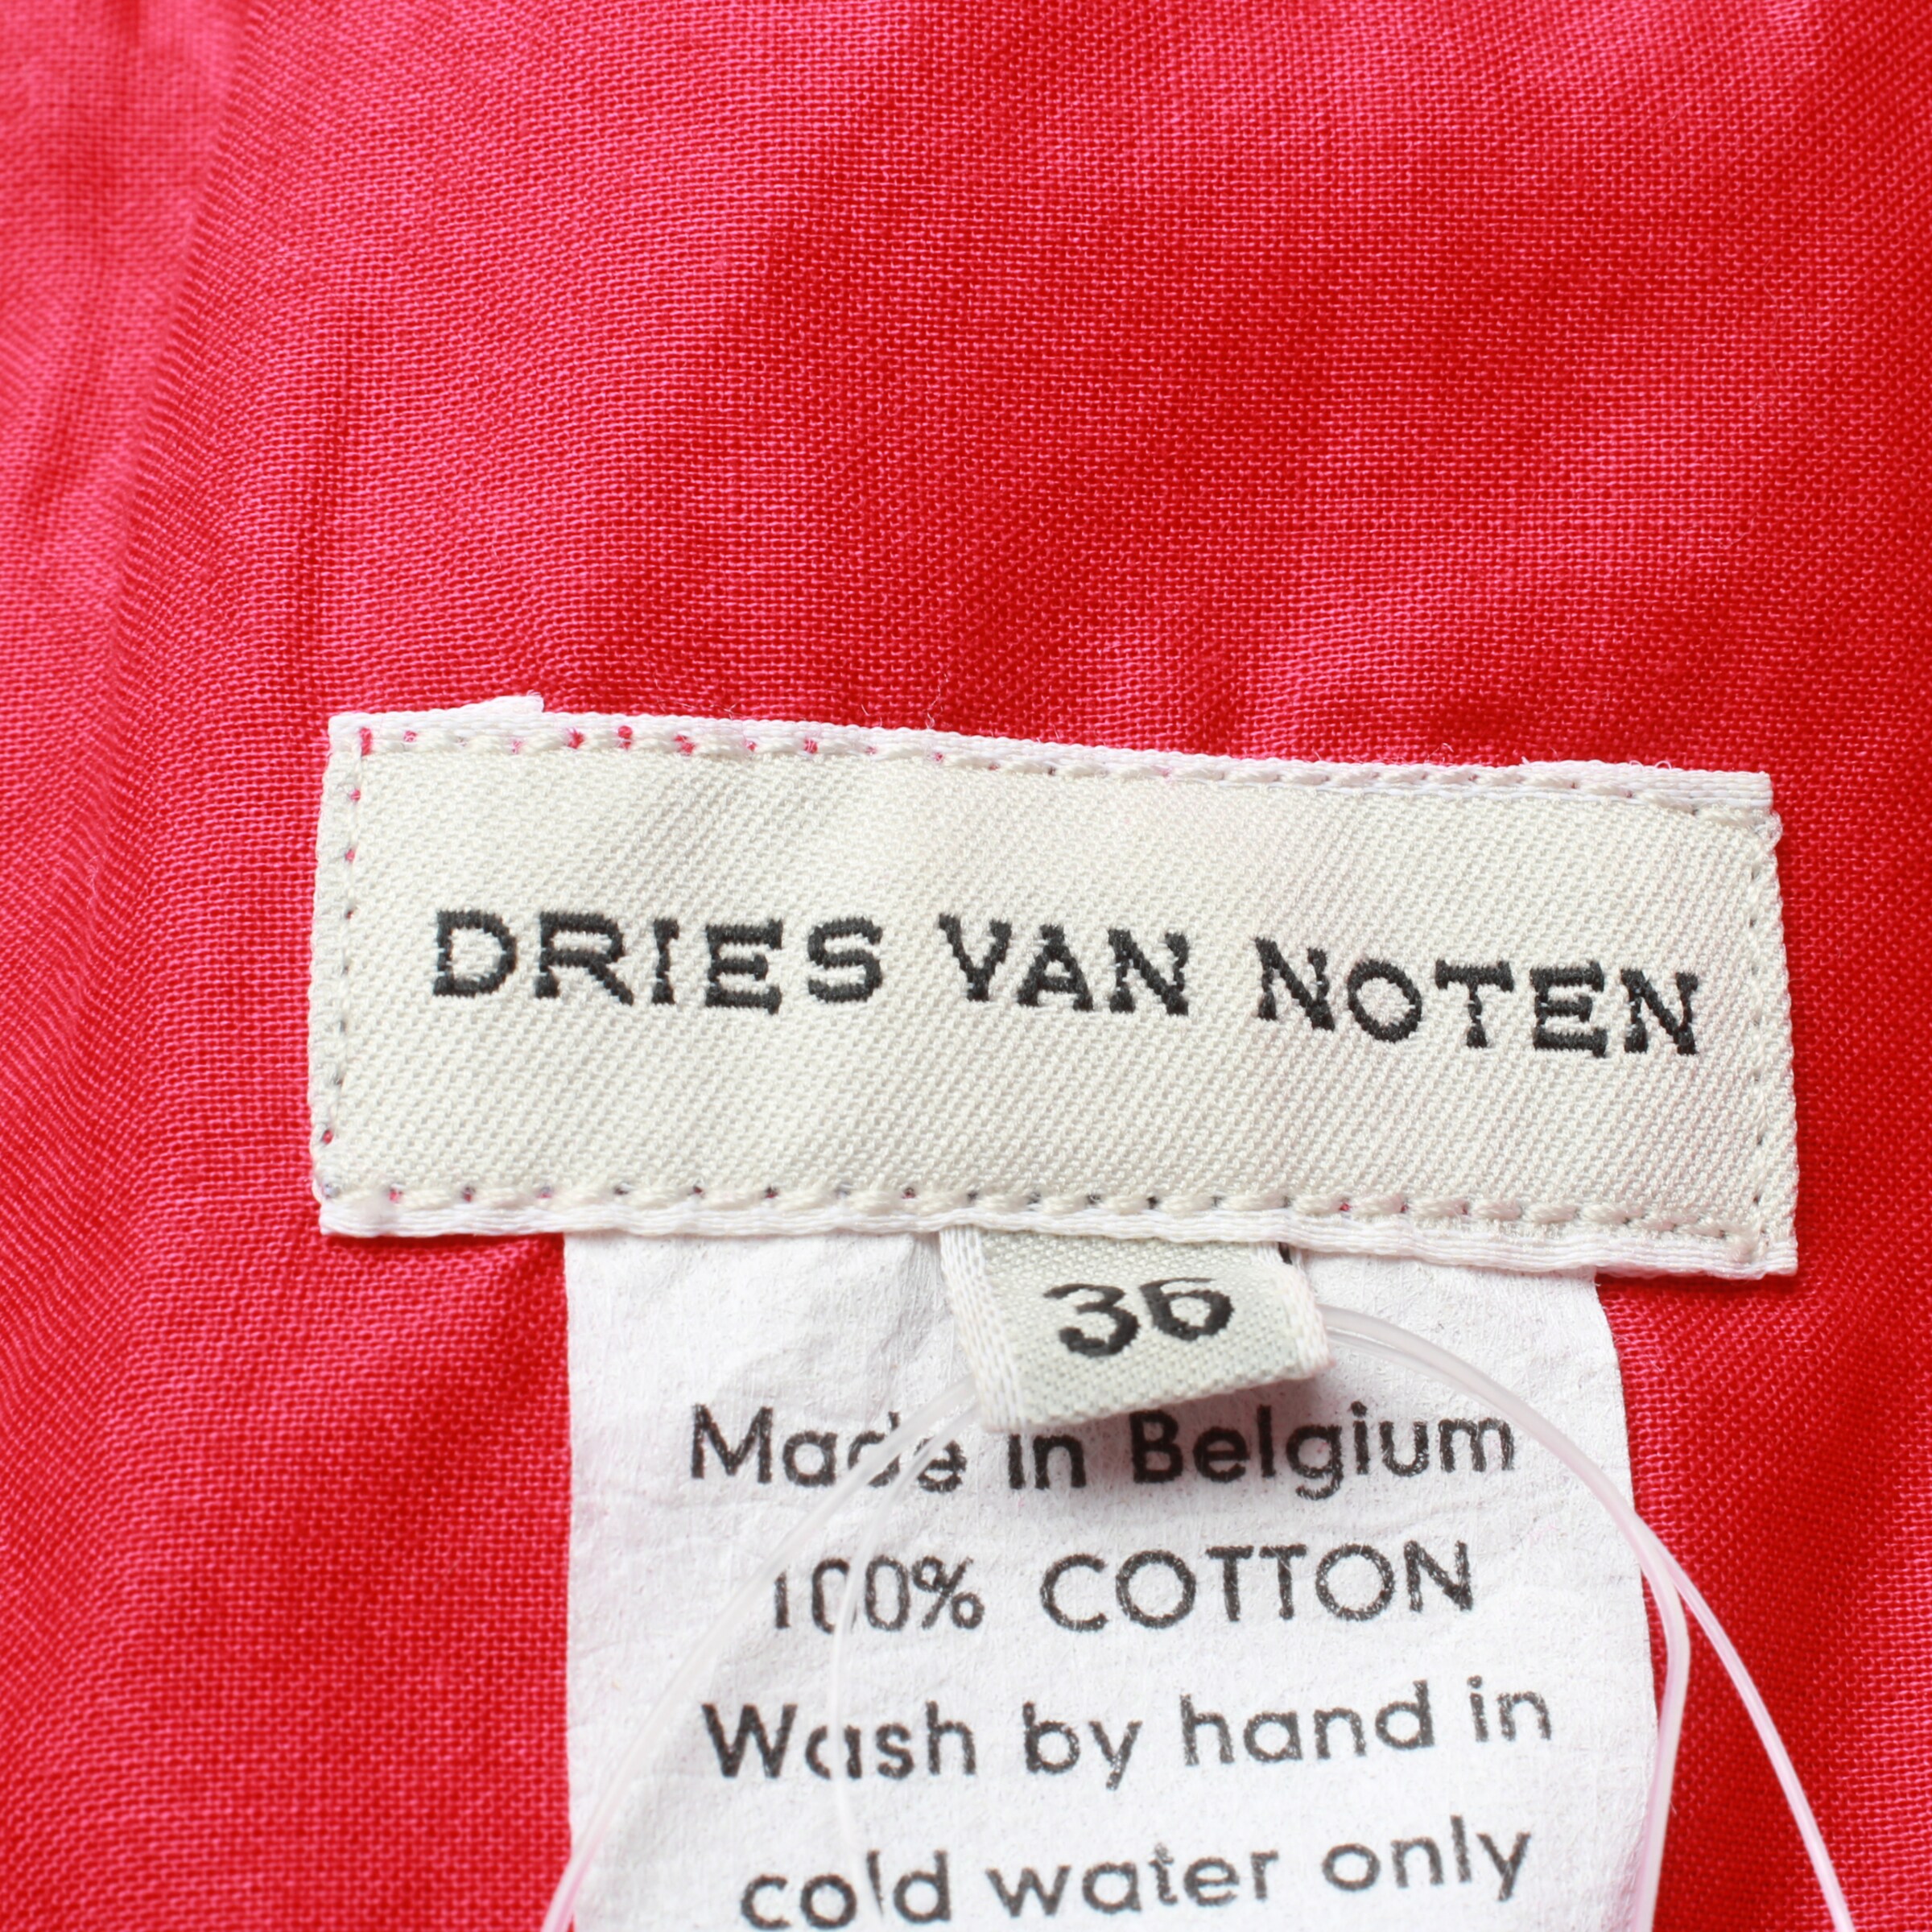 DRIES VAN NOTEN
36
Made in Belgium
100% COTTON
Wash by hand in
cold water only